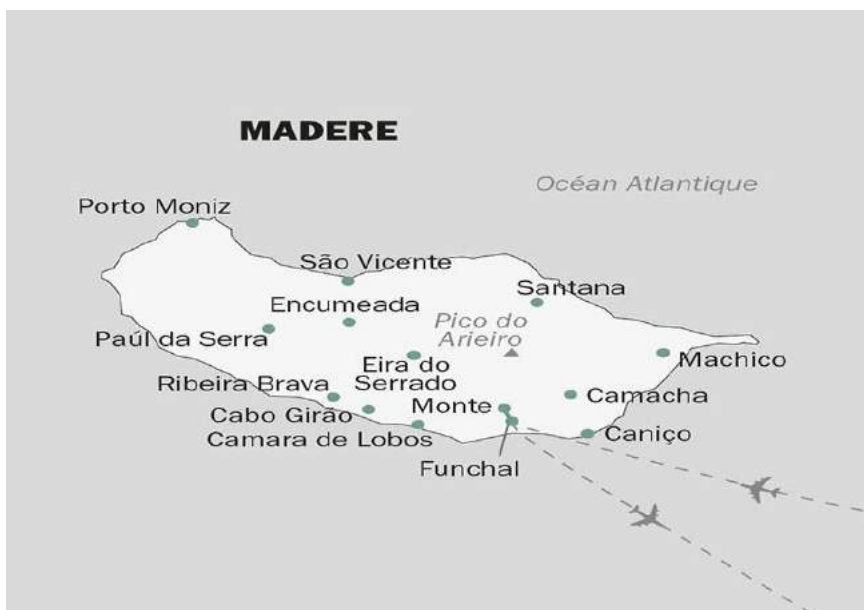 MADERE
Océan Atlantique
Porto Moniz
São Vicente
Santana
Encumeada
Pico do
Arieiro
Paúl da Serra
Machico
Eira do
Serrado
Ribeira Brava
Monte
Camacha
Cabo Girão
Camara de Lobos
Caniço
Funchal